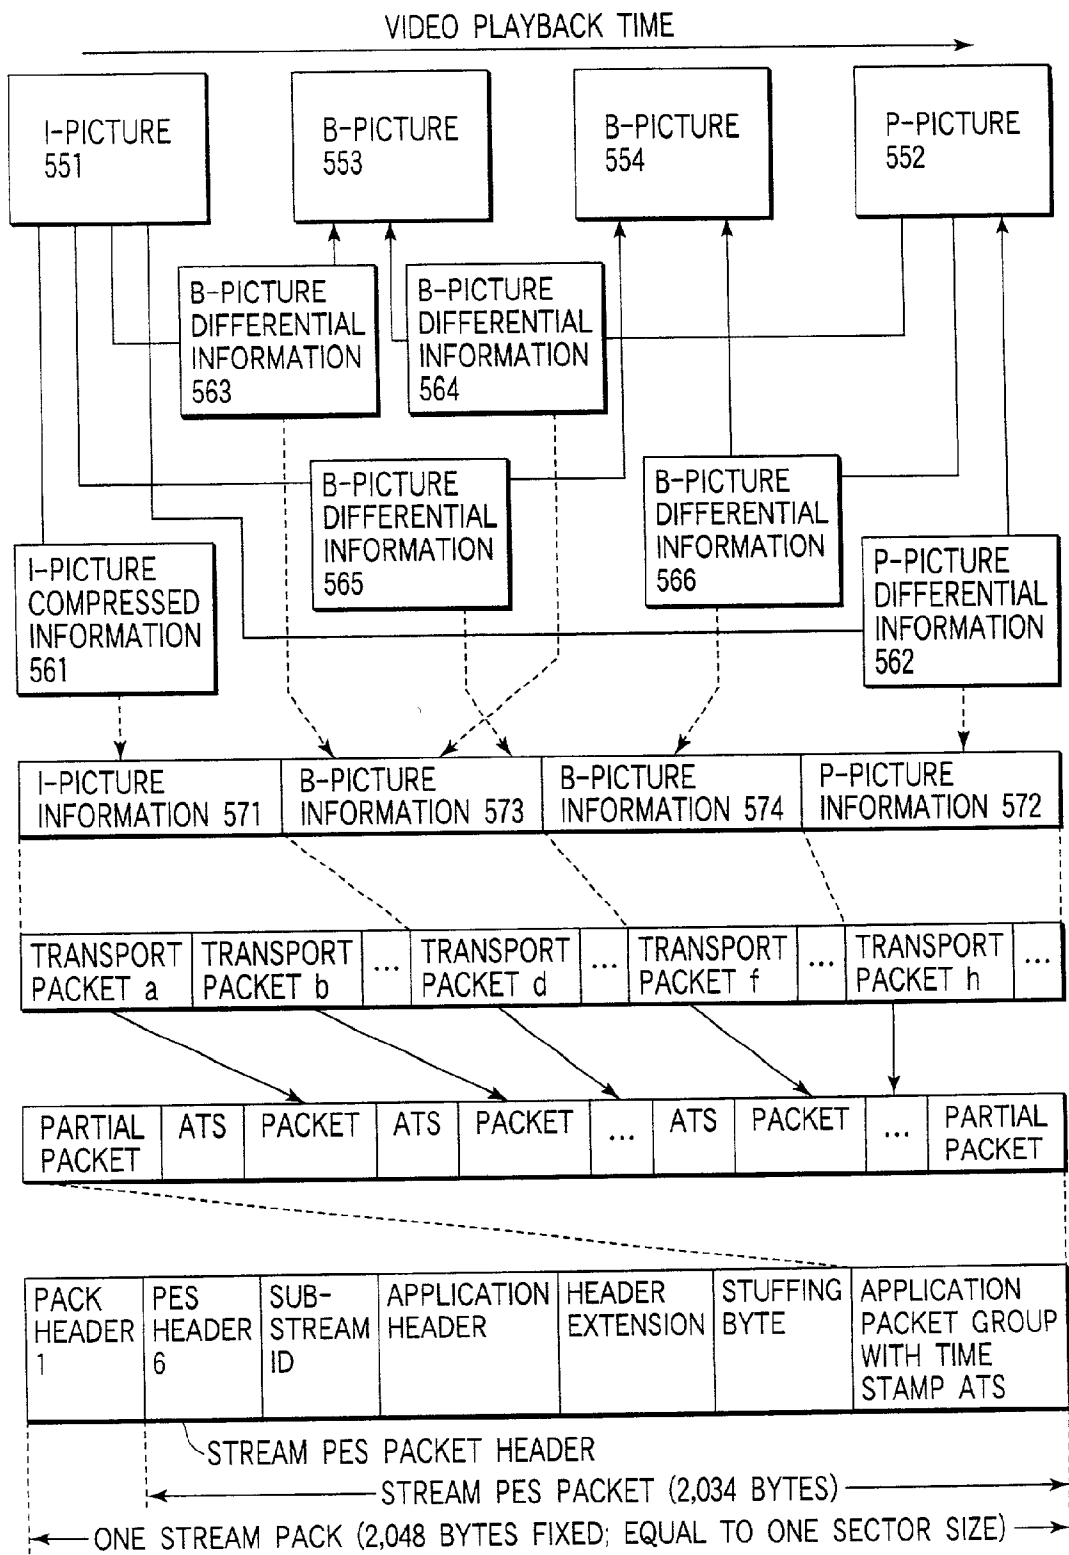 VIDEO PLAYBACK TIME
I-PICTURE
551
B-PICTURE
553
B-PICTURE
554
P-PICTURE
552
B-PICTURE
DIFFERENTIAL
INFORMATION
563
B-PICTURE
DIFFERENTIAL
INFORMATION
564
B-PICTURE
DIFFERENTIAL
INFORMATION
565
B-PICTURE
DIFFERENTIAL
INFORMATION
566
I-PICTURE
COMPRESSED
INFORMATION
561
P-PICTURE
DIFFERENTIAL
INFORMATION
562
I-PICTURE
INFORMATION 571
B-PICTURE
INFORMATION 573
B-PICTURE
INFORMATION 574
P-PICTURE
INFORMATION 572
TRANSPORT
PACKET a
TRANSPORT
PACKET b
...
TRANSPORT
PACKET d
...
TRANSPORT
PACKET f
...
TRANSPORT
PACKET h
...
PARTIAL
PACKET
ATS
PACKET
ATS
PACKET
...
ATS
PACKET
...
PARTIAL
PACKET
PACK
HEADER
1
PES
HEADER
6
SUB-
STREAM
ID
APPLICATION
HEADER
HEADER
EXTENSION
STUFFING
BYTE
APPLICATION
PACKET GROUP
WITH TIME
STAMP ATS
STREAM PES PACKET HEADER
STREAM PES PACKET (2,034 BYTES)
ONE STREAM PACK (2,048 BYTES FIXED; EQUAL TO ONE SECTOR SIZE)